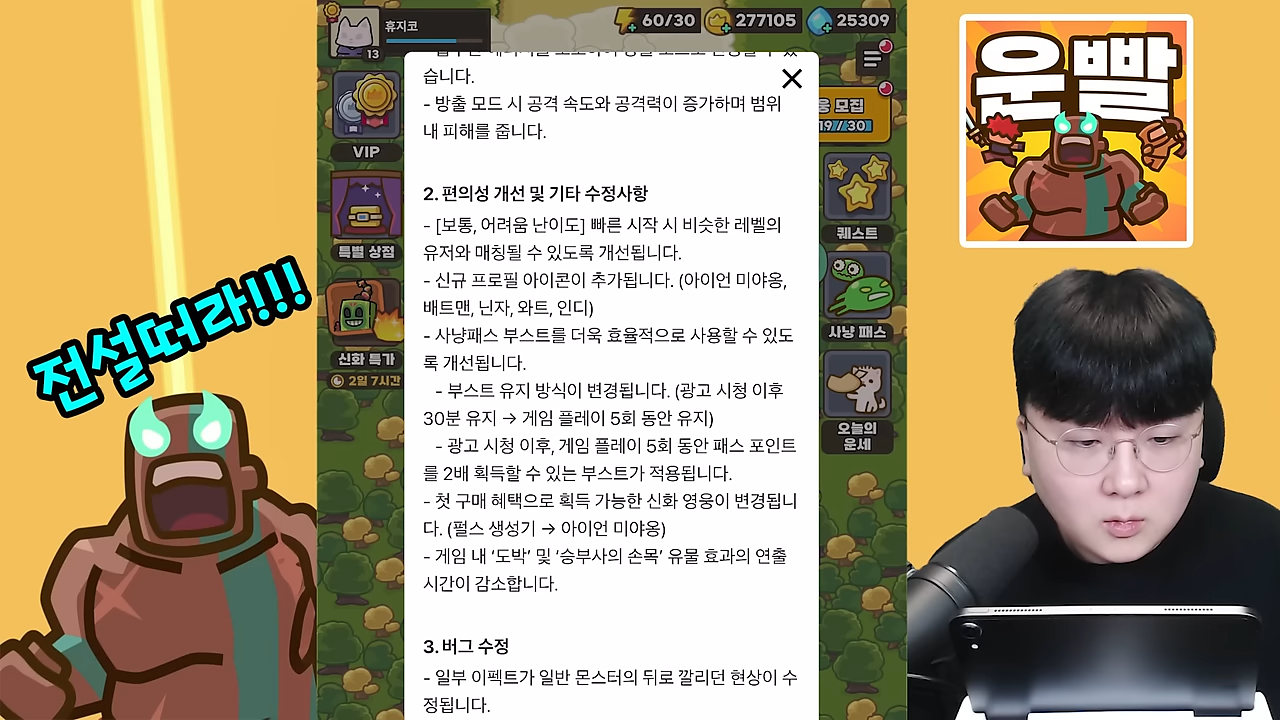 휴지코
13
60/30
277105
25309
습니다.
- 방출 모드 시 공격 속도와 공격력이 증가하며 범위
내 피해를 줍니다.
2. 편의성 개선 및 기타 수정사항
- [보통, 어려움 난이도] 빠른 시작 시 비슷한 레벨의
유저와 매칭될 수 있도록 개선됩니다.
- 신규 프로필 아이콘이 추가됩니다. (아이언 미야옹,
배트맨, 닌자, 와트, 인디)
- 사냥패스 부스트를 더욱 효율적으로 사용할 수 있도
록 개선됩니다.
- 부스트 유지 방식이 변경됩니다. (광고 시청 이후
30분 유지 → 게임 플레이 5회 동안 유지)
- 광고 시청 이후, 게임 플레이 5회 동안 패스 포인트
를 2배 획득할 수 있는 부스트가 적용됩니다.
- 첫 구매 혜택으로 획득 가능한 신화 영웅이 변경됩니
다. (펄스 생성기 → 아이언 미야옹)
- 게임 내 ‘도박’ 및 ‘승부사의 손목’ 유물 효과의 연출
시간이 감소합니다.
3. 버그 수정
- 일부 이펙트가 일반 몬스터의 뒤로 깔리던 현상이 수
정됩니다.
VIP
특별 상점
신화 특가
2일 7시간
모집
19/30
퀘스트
사냥 패스
오늘의
운세
전설떠라!!!
운빨